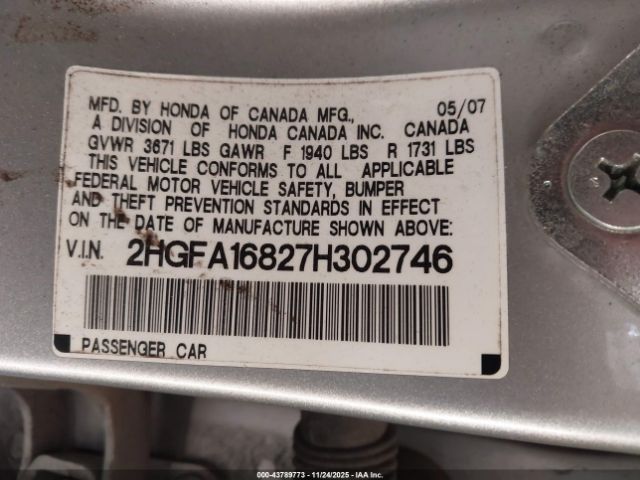 MFD. BY HONDA OF CANADA MFG., 05/07
A DIVISION OF HONDA CANADA INC. CANADA
GVWR 3671 LBS GAWR F 1940 LBS R 1731 LBS
THIS VEHICLE CONFORMS TO ALL APPLICABLE
FEDERAL MOTOR VEHICLE SAFETY, BUMPER
AND THEFT PREVENTION STANDARDS IN EFFECT
ON THE DATE OF MANUFACTURE SHOWN ABOVE:
V.I.N. 2HGFA16827H302746
PASSENGER CAR
000-43789773 — 11/24/2025 — IAA Inc.